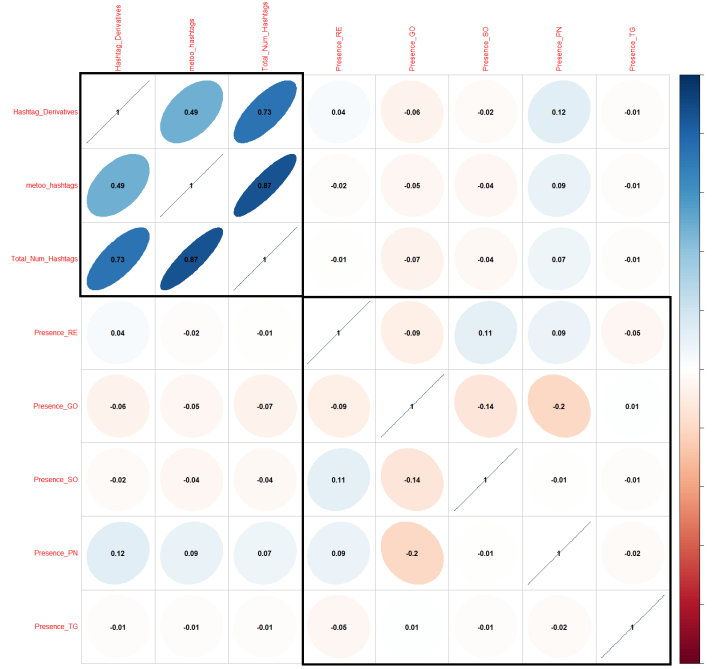 Hashtag_Derivatives metoo_hashtags Total_Num_Hashtags Presence_RE Presence_GO Presence_SO Presence_PN Presence_TG
Hashtag_Derivatives 1 0.49 0.73 0.04 -0.06 -0.02 0.12 -0.01
metoo_hashtags 0.49 1 0.87 -0.02 -0.05 -0.04 0.09 -0.01
Total_Num_Hashtags 0.73 0.87 1 -0.01 -0.07 -0.04 0.07 -0.01
Presence_RE 0.04 -0.02 -0.01 1 -0.09 0.11 0.09 -0.05
Presence_GO -0.06 -0.05 -0.07 -0.09 1 -0.14 -0.2 0.01
Presence_SO -0.02 -0.04 -0.04 0.11 -0.14 1 -0.01 -0.01
Presence_PN 0.12 0.09 0.07 0.09 -0.2 -0.01 1 -0.02
Presence_TG -0.01 -0.01 -0.01 -0.05 0.01 -0.01 -0.02 1